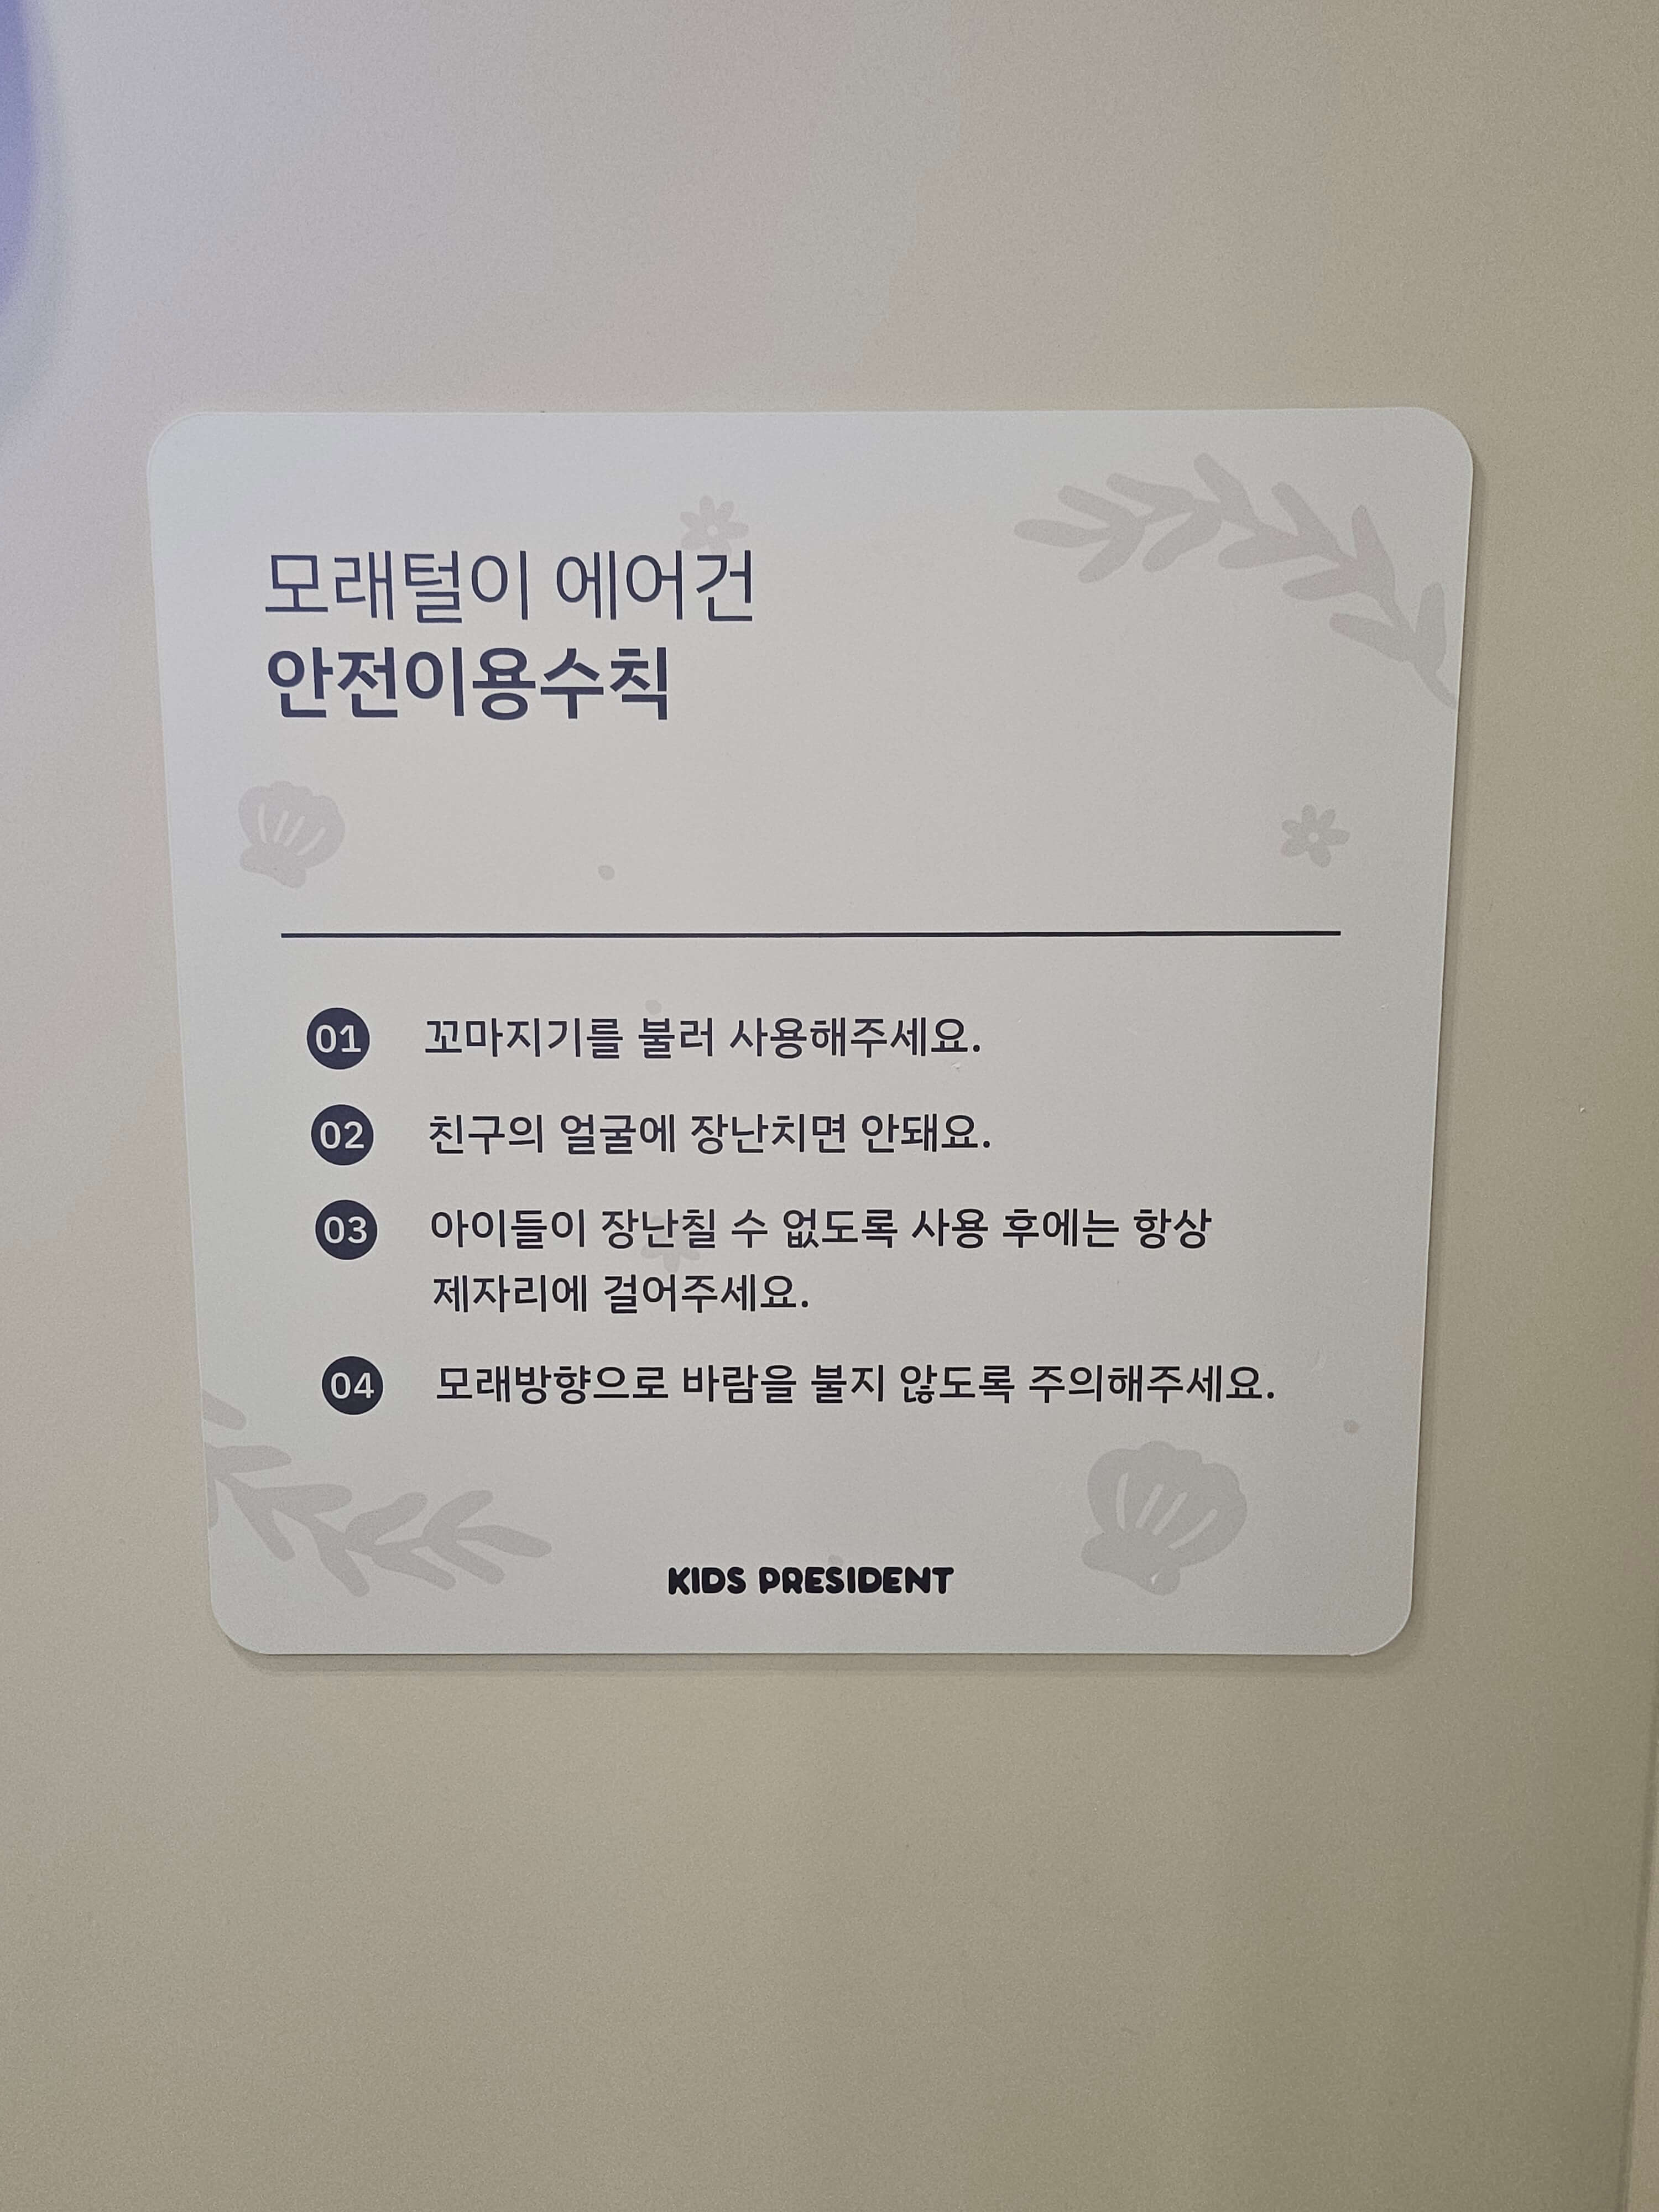 모래털이 에어건
안전이용수칙
01 꼬마지기를 불러 사용해주세요.
02 친구의 얼굴에 장난치면 안돼요.
03 아이들이 장난칠 수 없도록 사용 후에는 항상
제자리에 걸어주세요.
04 모래방향으로 바람을 불지 않도록 주의해주세요.
KIDS PRESIDENT